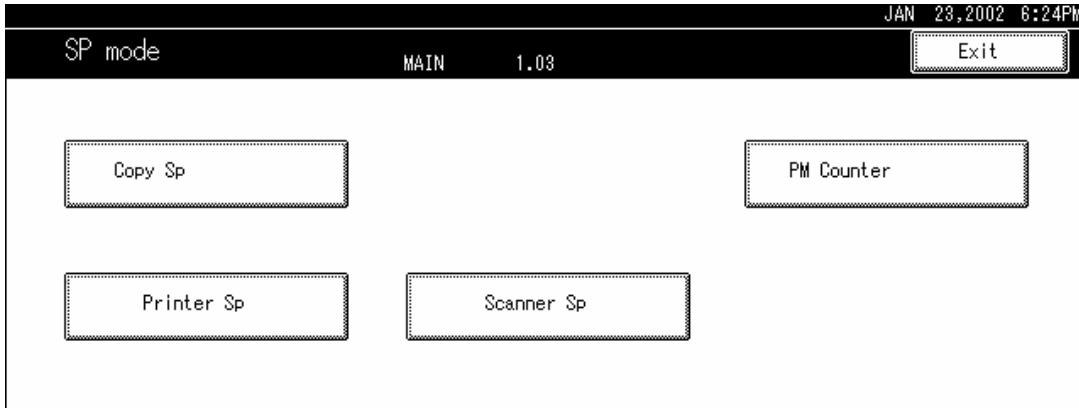 JAN 23,2002 6:24PM
SP mode MAIN 1.03 Exit
Copy Sp PM Counter
Printer Sp Scanner Sp